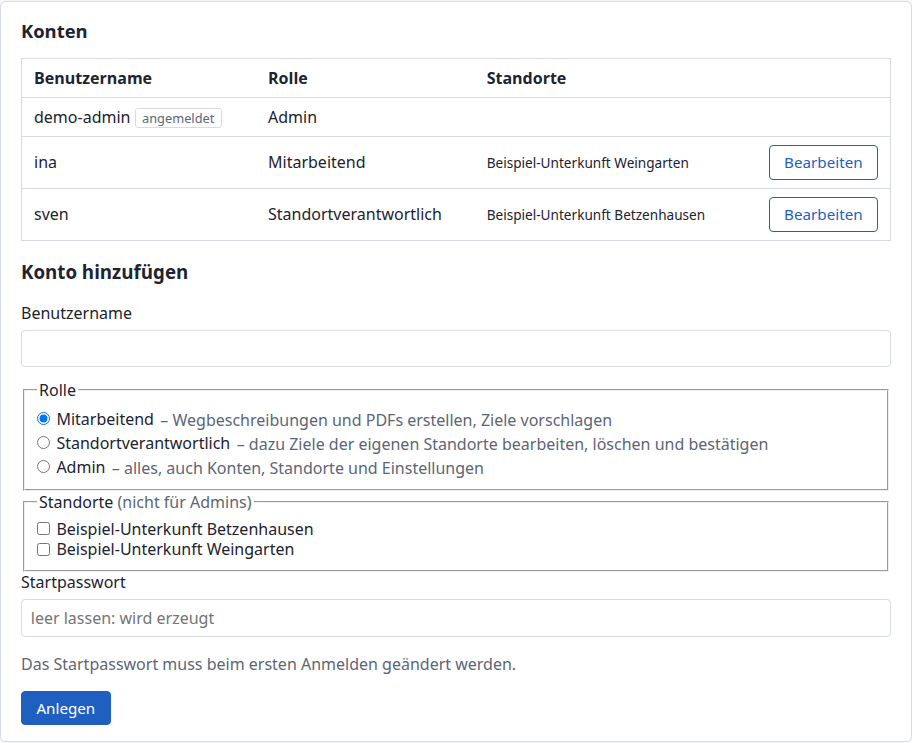 Konten
Benutzername Rolle Standorte
demo-admin angemeldet Admin
ina Mitarbeitend Beispiel-Unterkunft Weingarten Bearbeiten
sven Standortverantwortlich Beispiel-Unterkunft Betzenhausen Bearbeiten
Konto hinzufügen
Benutzername
Rolle
Mitarbeitend – Wegbeschreibungen und PDFs erstellen, Ziele vorschlagen
Standortverantwortlich – dazu Ziele der eigenen Standorte bearbeiten, löschen und bestätigen
Admin – alles, auch Konten, Standorte und Einstellungen
Standorte (nicht für Admins)
Beispiel-Unterkunft Betzenhausen
Beispiel-Unterkunft Weingarten
Startpasswort
leer lassen: wird erzeugt
Das Startpasswort muss beim ersten Anmelden geändert werden.
Anlegen